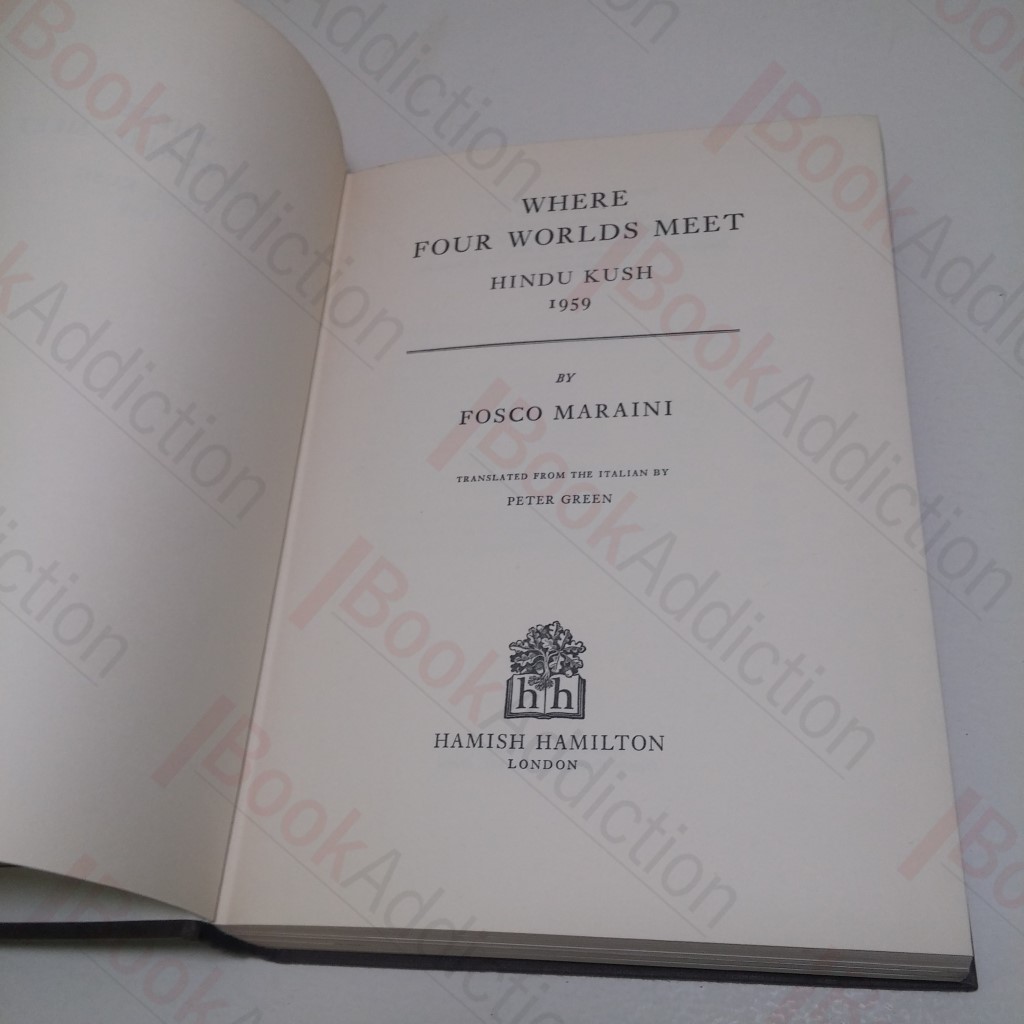 WHERE
FOUR WORLDS MEET
HINDU KUSH
1959
BY
FOSCO MARAINI
TRANSLATED FROM THE ITALIAN BY
PETER GREEN
h h
HAMISH HAMILTON
LONDON
BookAddiction